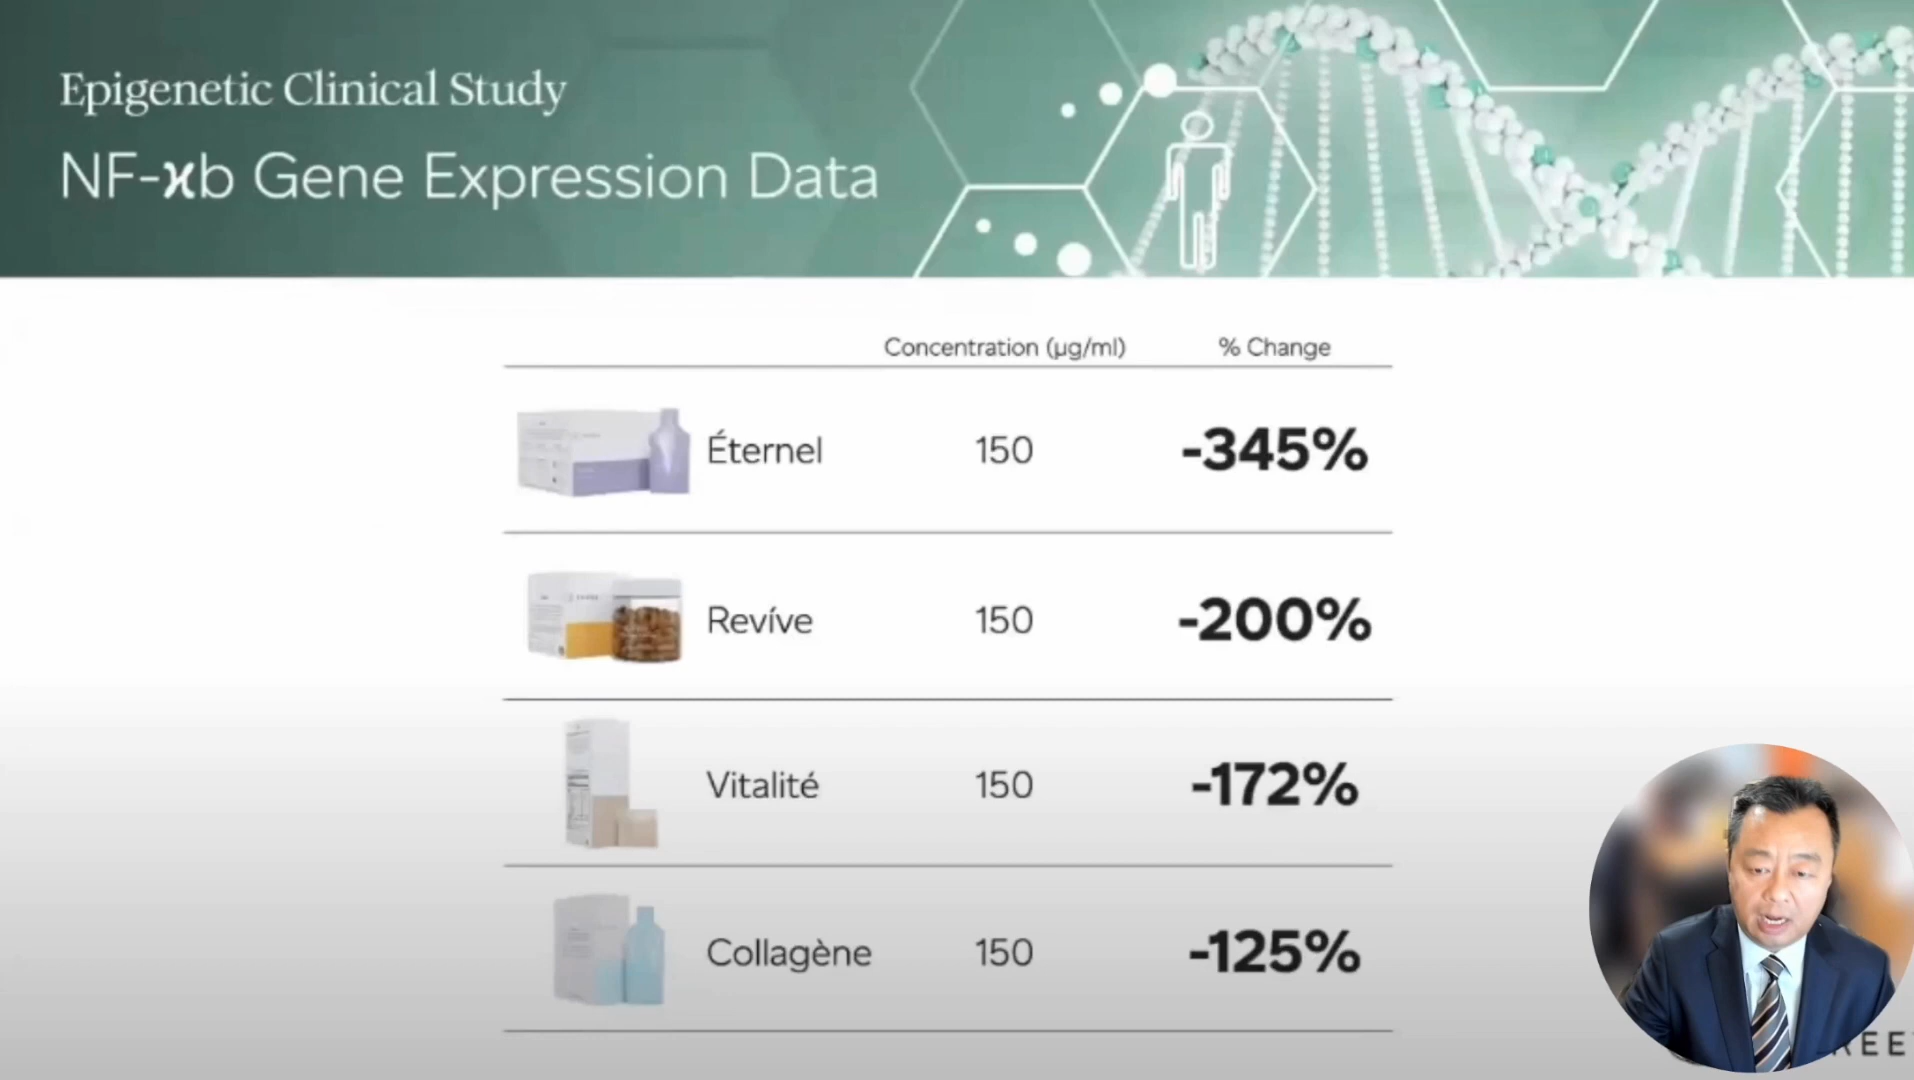 Epigenetic Clinical Study
NF-ϰb Gene Expression Data
Concentration (µg/ml) % Change
Éternel 150 -345%
Revíve 150 -200%
Vitalité 150 -172%
Collagène 150 -125%